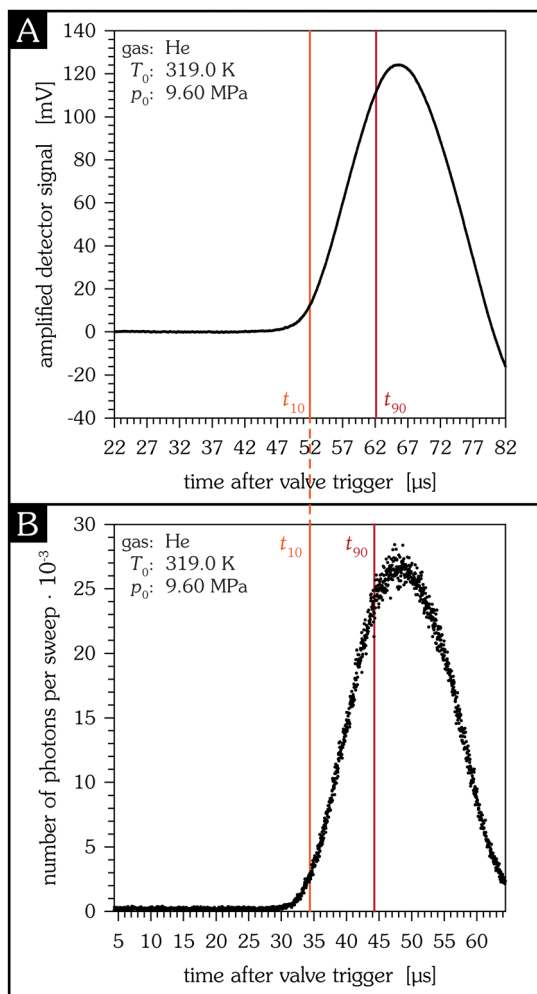 A
gas: He
T₀: 319.0 K
p₀: 9.60 MPa
amplified detector signal [mV]
140
120
100
80
60
40
20
0
-20
-40
t₁₀
t₉₀
22 27 32 37 42 47 52 57 62 67 72 77 82
time after valve trigger [µs]
B
gas: He
T₀: 319.0 K
p₀: 9.60 MPa
t₁₀
t₉₀
number of photons per sweep · 10⁻³
30
25
20
15
10
5
0
5 10 15 20 25 30 35 40 45 50 55 60
time after valve trigger [µs]